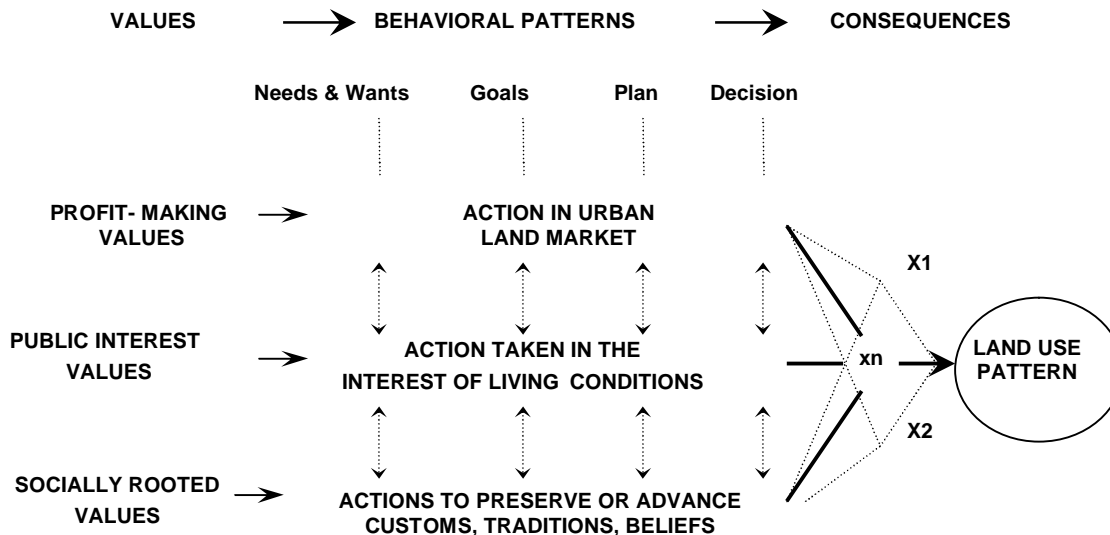 VALUES BEHAVIORAL PATTERNS CONSEQUENCES
Needs & Wants Goals Plan Decision
PROFIT- MAKING
VALUES
ACTION IN URBAN
LAND MARKET
X1
PUBLIC INTEREST
VALUES
ACTION TAKEN IN THE
INTEREST OF LIVING CONDITIONS
xn
LAND USE
PATTERN
X2
SOCIALLY ROOTED
VALUES
ACTIONS TO PRESERVE OR ADVANCE
CUSTOMS, TRADITIONS, BELIEFS